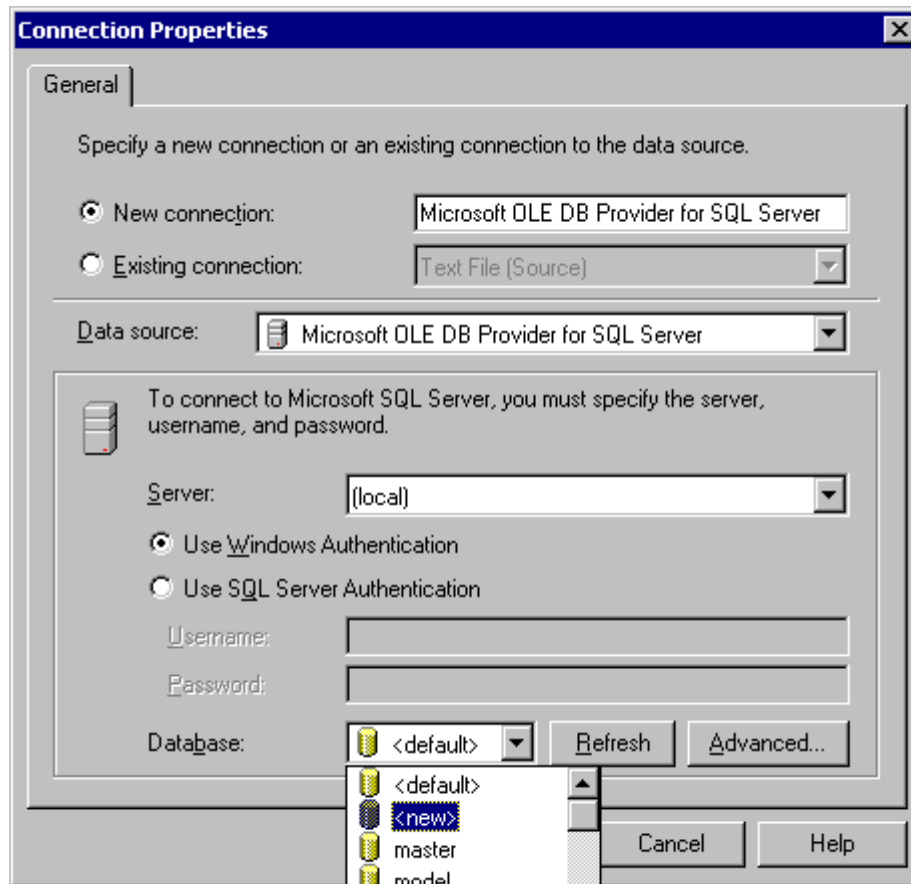 Connection Properties
General
Specify a new connection or an existing connection to the data source.
New connection: Microsoft OLE DB Provider for SQL Server
Existing connection: Text File (Source)
Data source: Microsoft OLE DB Provider for SQL Server
To connect to Microsoft SQL Server, you must specify the server,
username, and password.
Server: (local)
Use Windows Authentication
Use SQL Server Authentication
Username:
Password:
Database: <default> Refresh Advanced...
<default>
<new>
master
model
Cancel Help